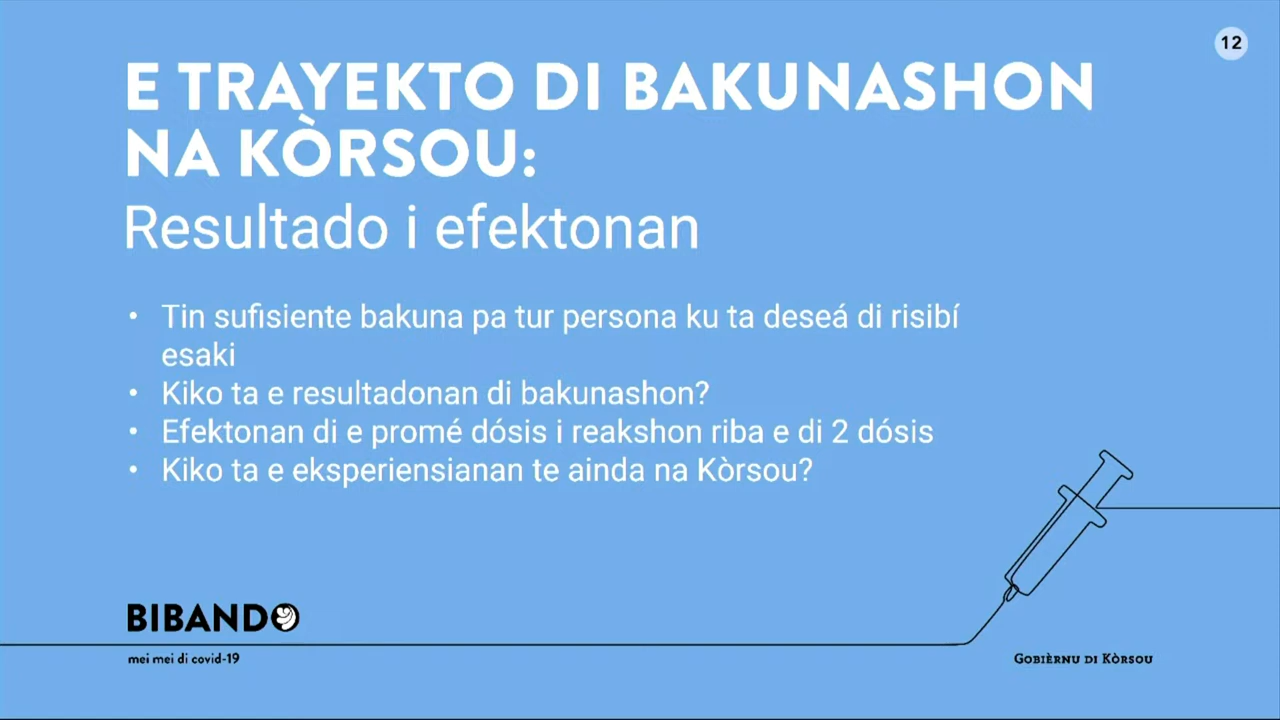 12
E TRAYEKTO DI BAKUNASHON
NA KÒRSOU:
Resultado i efektonan
• Tin sufisiente bakuna pa tur persona ku ta deseá di risibí
esaki
• Kiko ta e resultadonan di bakunashon?
• Efektonan di e promé dósis i reakshon riba e di 2 dósis
• Kiko ta e eksperiensianan te ainda na Kòrsou?
BIBANDO
mei mei di covid-19
GOBIÈRNU DI KÒRSOU